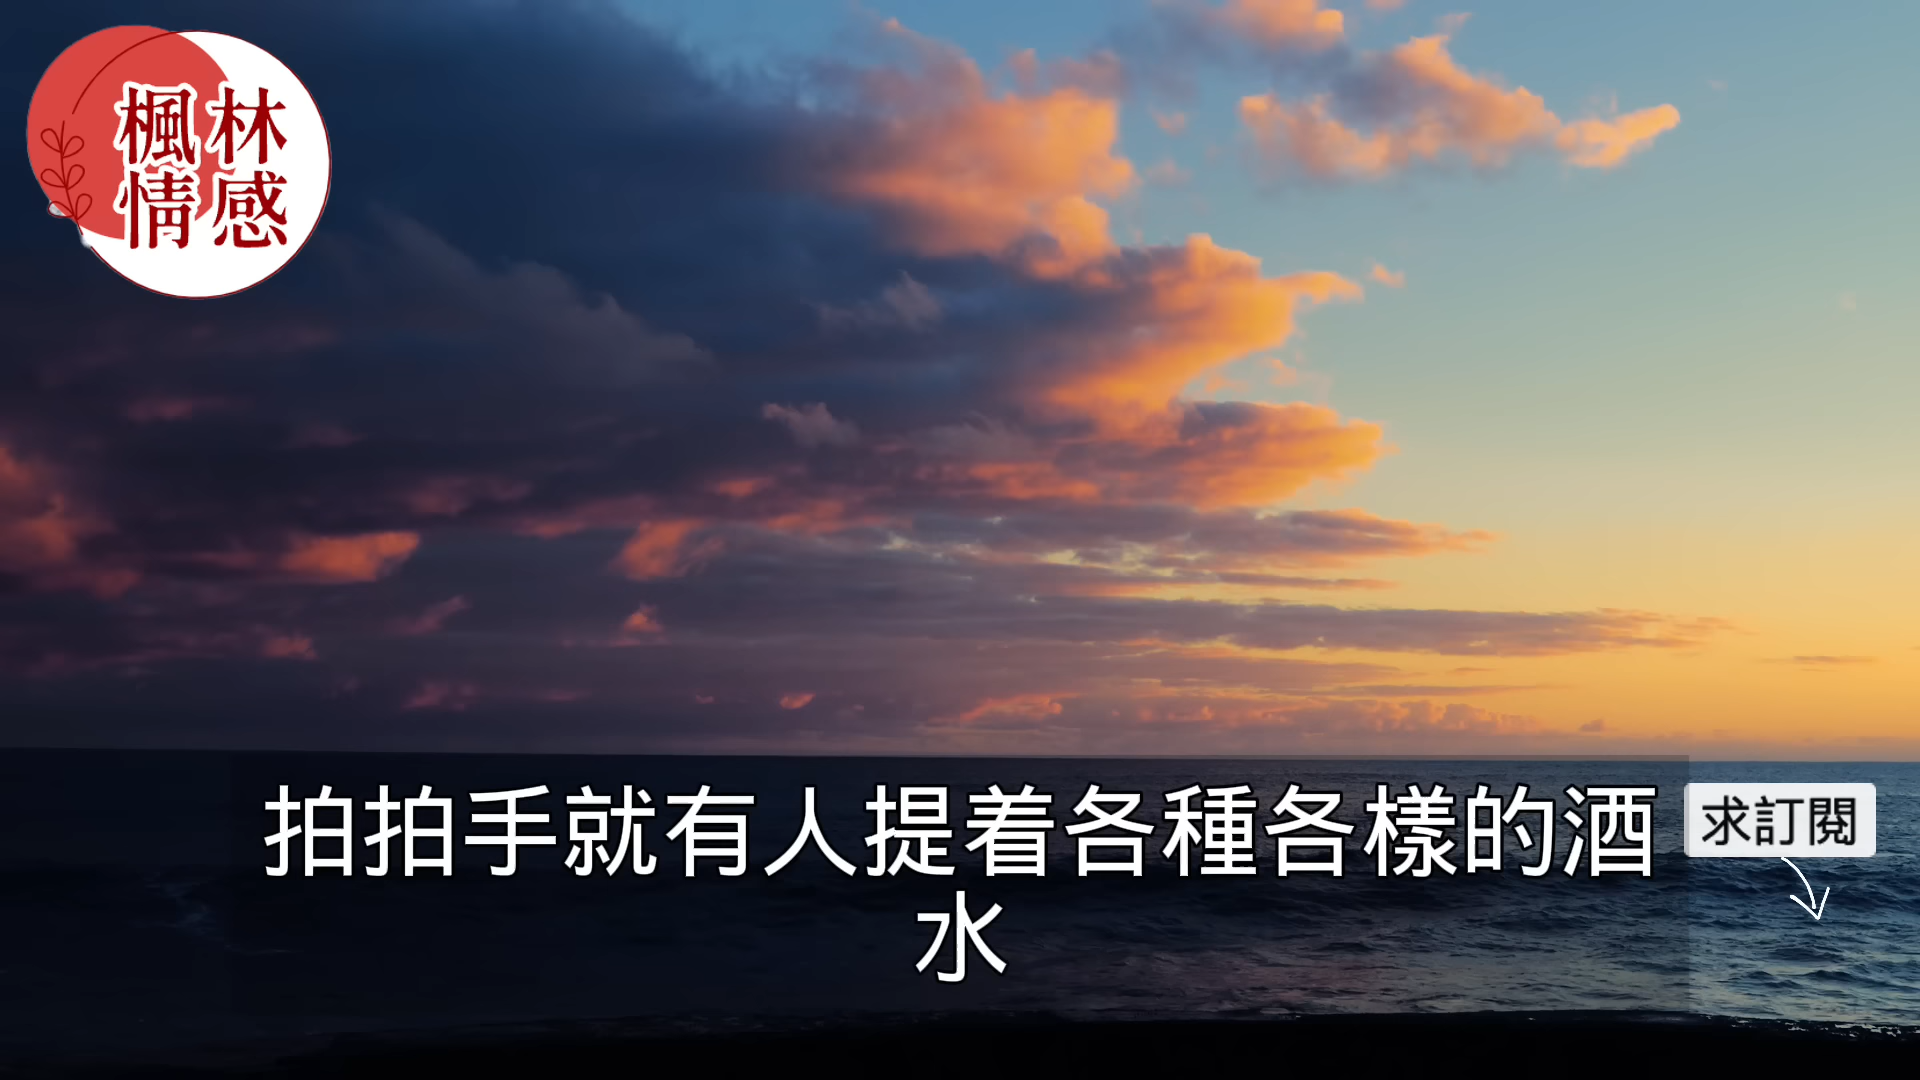 楓林
情感
拍拍手就有人提着各種各樣的酒
水
求訂閱